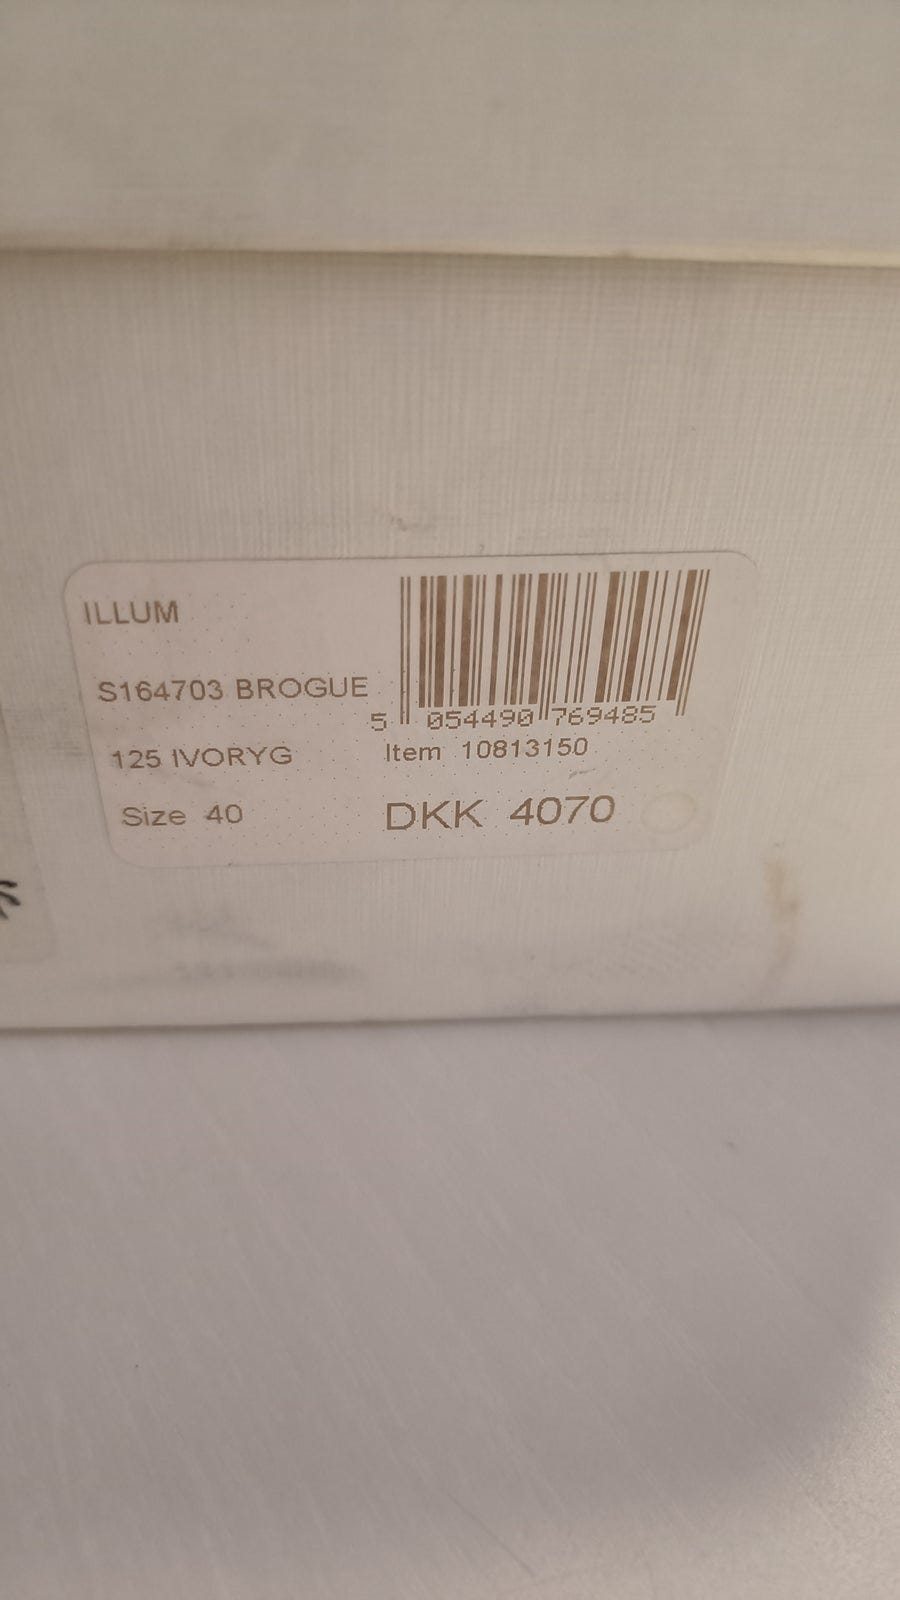 ILLUM
S164703 BROGUE
5 054490 769485
125 IVORYG
Item 10813150
Size 40
DKK 4070